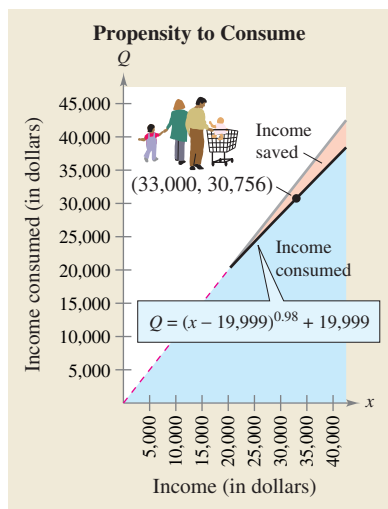 Propensity to Consume
Q
45,000
40,000
35,000
30,000
25,000
20,000
15,000
10,000
5,000
Income consumed (in dollars)
Income
saved
(33,000, 30,756)
Income
consumed
Q = (x – 19,999)^0.98 + 19,999
x
5,000
10,000
15,000
20,000
25,000
30,000
35,000
40,000
Income (in dollars)